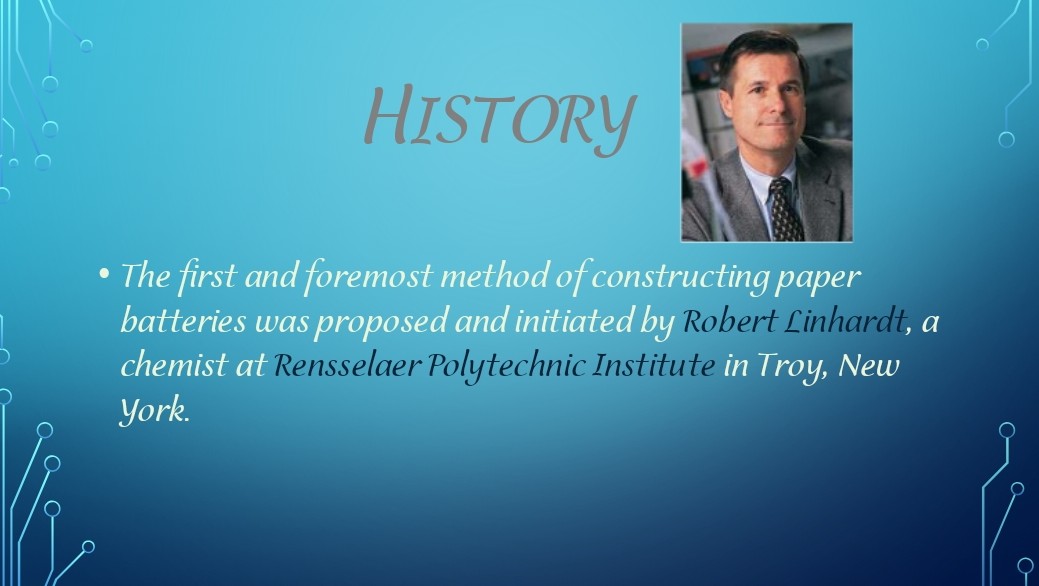 HISTORY
• The first and foremost method of constructing paper
batteries was proposed and initiated by Robert Linhardt, a
chemist at Rensselaer Polytechnic Institute in Troy, New
York.